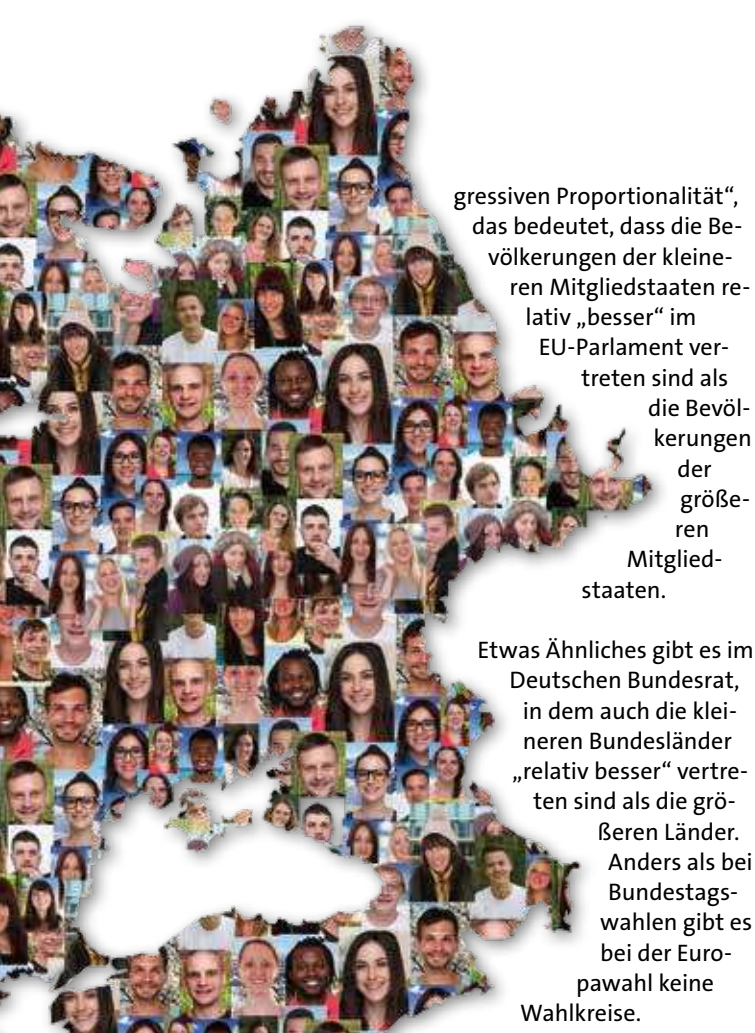 gressiven Proportionalität“,
das bedeutet, dass die Be-
völkerungen der kleine-
ren Mitgliedstaaten re-
lativ „besser“ im
EU-Parlament ver-
treten sind als
die Bevöl-
kerungen
der
größe-
ren
Mitglied-
staaten.
Etwas Ähnliches gibt es im
Deutschen Bundesrat,
in dem auch die klei-
neren Bundesländer
„relativ besser“ vertre-
ten sind als die grö-
ßeren Länder.
Anders als bei
Bundestags-
wahlen gibt es
bei der Euro-
pawahl keine
Wahlkreise.